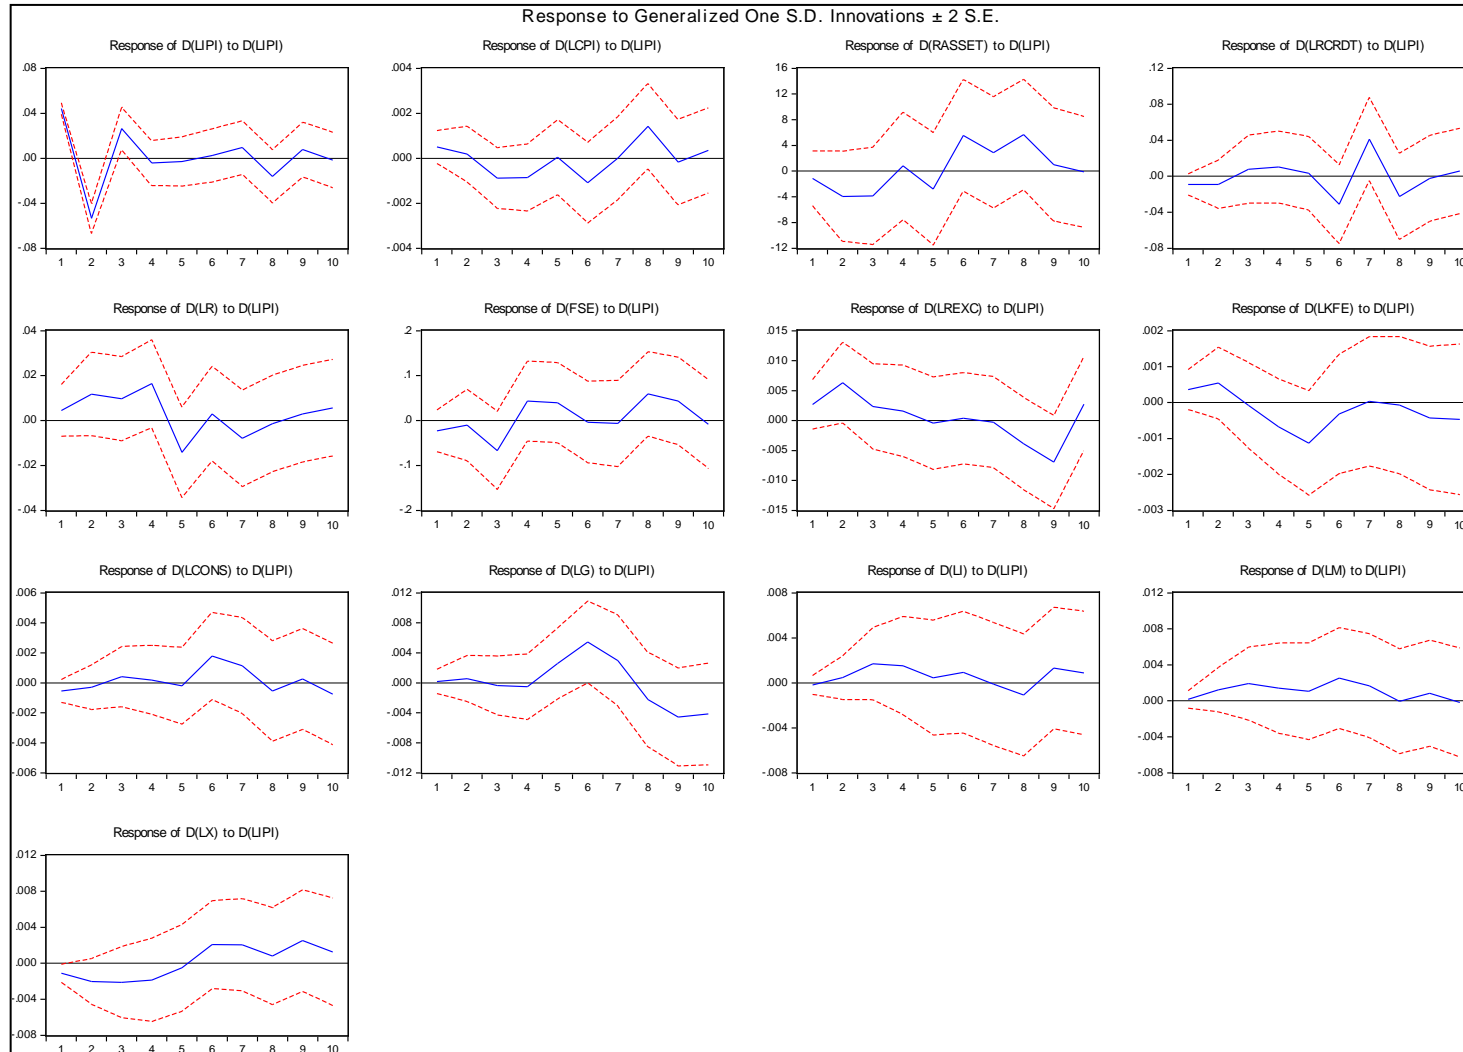 Response to Generalized One S.D. Innovations ± 2 S.E.
Response of D(LIPI) to D(LIPI)
.08
.04
.00
-.04
-.08
1 2 3 4 5 6 7 8 9 10
Response of D(LCPI) to D(LIPI)
.004
.002
.000
-.002
-.004
1 2 3 4 5 6 7 8 9 10
Response of D(RASSET) to D(LIPI)
16
12
8
4
0
-4
-8
-12
1 2 3 4 5 6 7 8 9 10
Response of D(LRCRDT) to D(LIPI)
.12
.08
.04
.00
-.04
-.08
1 2 3 4 5 6 7 8 9 10
Response of D(LR) to D(LIPI)
.04
.02
.00
-.02
-.04
1 2 3 4 5 6 7 8 9 10
Response of D(FSE) to D(LIPI)
.2
.1
.0
-.1
-.2
1 2 3 4 5 6 7 8 9 10
Response of D(LREXC) to D(LIPI)
.015
.010
.005
.000
-.005
-.010
-.015
1 2 3 4 5 6 7 8 9 10
Response of D(LKFE) to D(LIPI)
.002
.001
.000
-.001
-.002
-.003
1 2 3 4 5 6 7 8 9 10
Response of D(LCONS) to D(LIPI)
.006
.004
.002
.000
-.002
-.004
-.006
1 2 3 4 5 6 7 8 9 10
Response of D(LG) to D(LIPI)
.012
.008
.004
.000
-.004
-.008
-.012
1 2 3 4 5 6 7 8 9 10
Response of D(LI) to D(LIPI)
.008
.004
.000
-.004
-.008
1 2 3 4 5 6 7 8 9 10
Response of D(LM) to D(LIPI)
.012
.008
.004
.000
-.004
-.008
1 2 3 4 5 6 7 8 9 10
Response of D(LX) to D(LIPI)
.012
.008
.004
.000
-.004
-.008
1 2 3 4 5 6 7 8 9 10